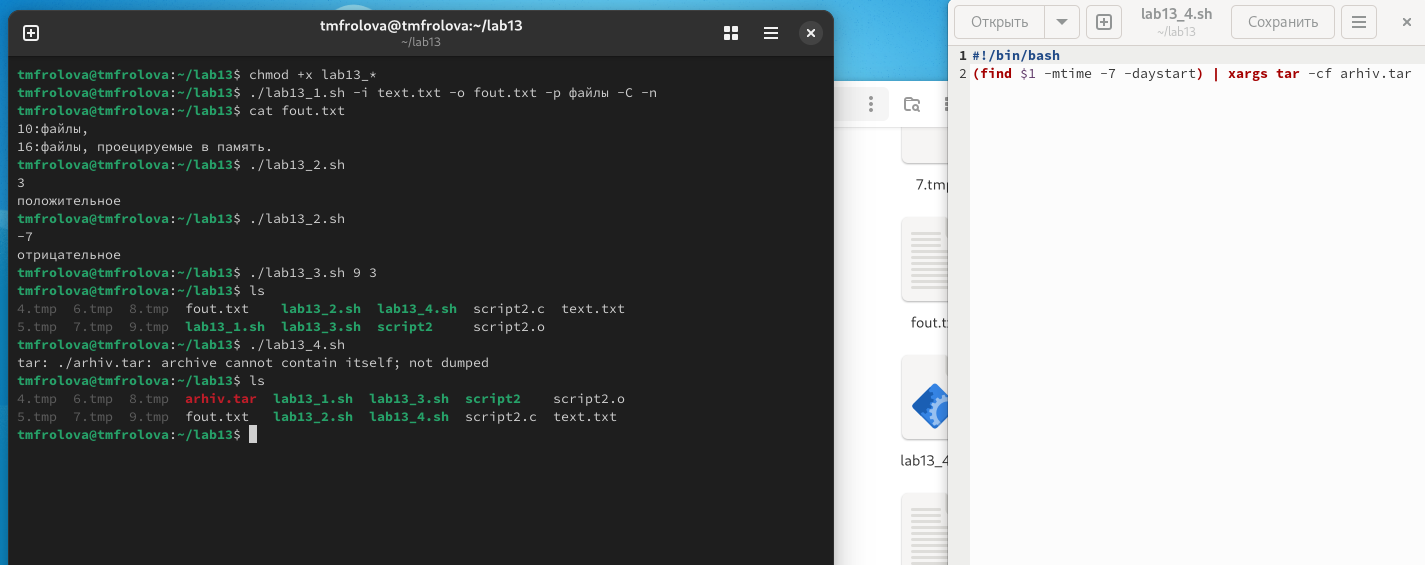 tmfrolova@tmfrolova:~/lab13
~/lab13
tmfrolova@tmfrolova:~/lab13$ chmod +x lab13_*
tmfrolova@tmfrolova:~/lab13$ ./lab13_1.sh -i text.txt -o fout.txt -p файлы -C -n
tmfrolova@tmfrolova:~/lab13$ cat fout.txt
10:файлы,
16:файлы, проецируемые в память.
tmfrolova@tmfrolova:~/lab13$ ./lab13_2.sh
3
положительное
tmfrolova@tmfrolova:~/lab13$ ./lab13_2.sh
-7
отрицательное
tmfrolova@tmfrolova:~/lab13$ ./lab13_3.sh 9 3
tmfrolova@tmfrolova:~/lab13$ ls
4.tmp 6.tmp 8.tmp fout.txt lab13_2.sh lab13_4.sh script2.c text.txt
5.tmp 7.tmp 9.tmp lab13_1.sh lab13_3.sh script2 script2.o
tmfrolova@tmfrolova:~/lab13$ ./lab13_4.sh
tar: ./arhiv.tar: archive cannot contain itself; not dumped
tmfrolova@tmfrolova:~/lab13$ ls
4.tmp 6.tmp 8.tmp arhiv.tar lab13_1.sh lab13_3.sh script2 script2.o
5.tmp 7.tmp 9.tmp fout.txt lab13_2.sh lab13_4.sh script2.c text.txt
tmfrolova@tmfrolova:~/lab13$
7.tmp
fout.t
lab13_4
Открыть
lab13_4.sh
~/lab13
Сохранить
1 #!/bin/bash
2 (find $1 -mtime -7 -daystart) | xargs tar -cf arhiv.tar